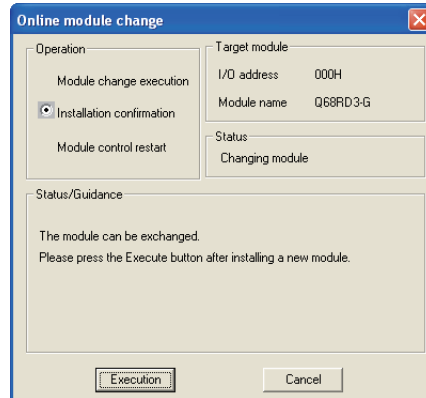 Online module change
Operation
Module change execution
Installation confirmation
Module control restart
Target module
I/O address 000H
Module name Q68RD3-G
Status
Changing module
Status/Guidance
The module can be exchanged.
Please press the Execute button after installing a new module.
Execution
Cancel